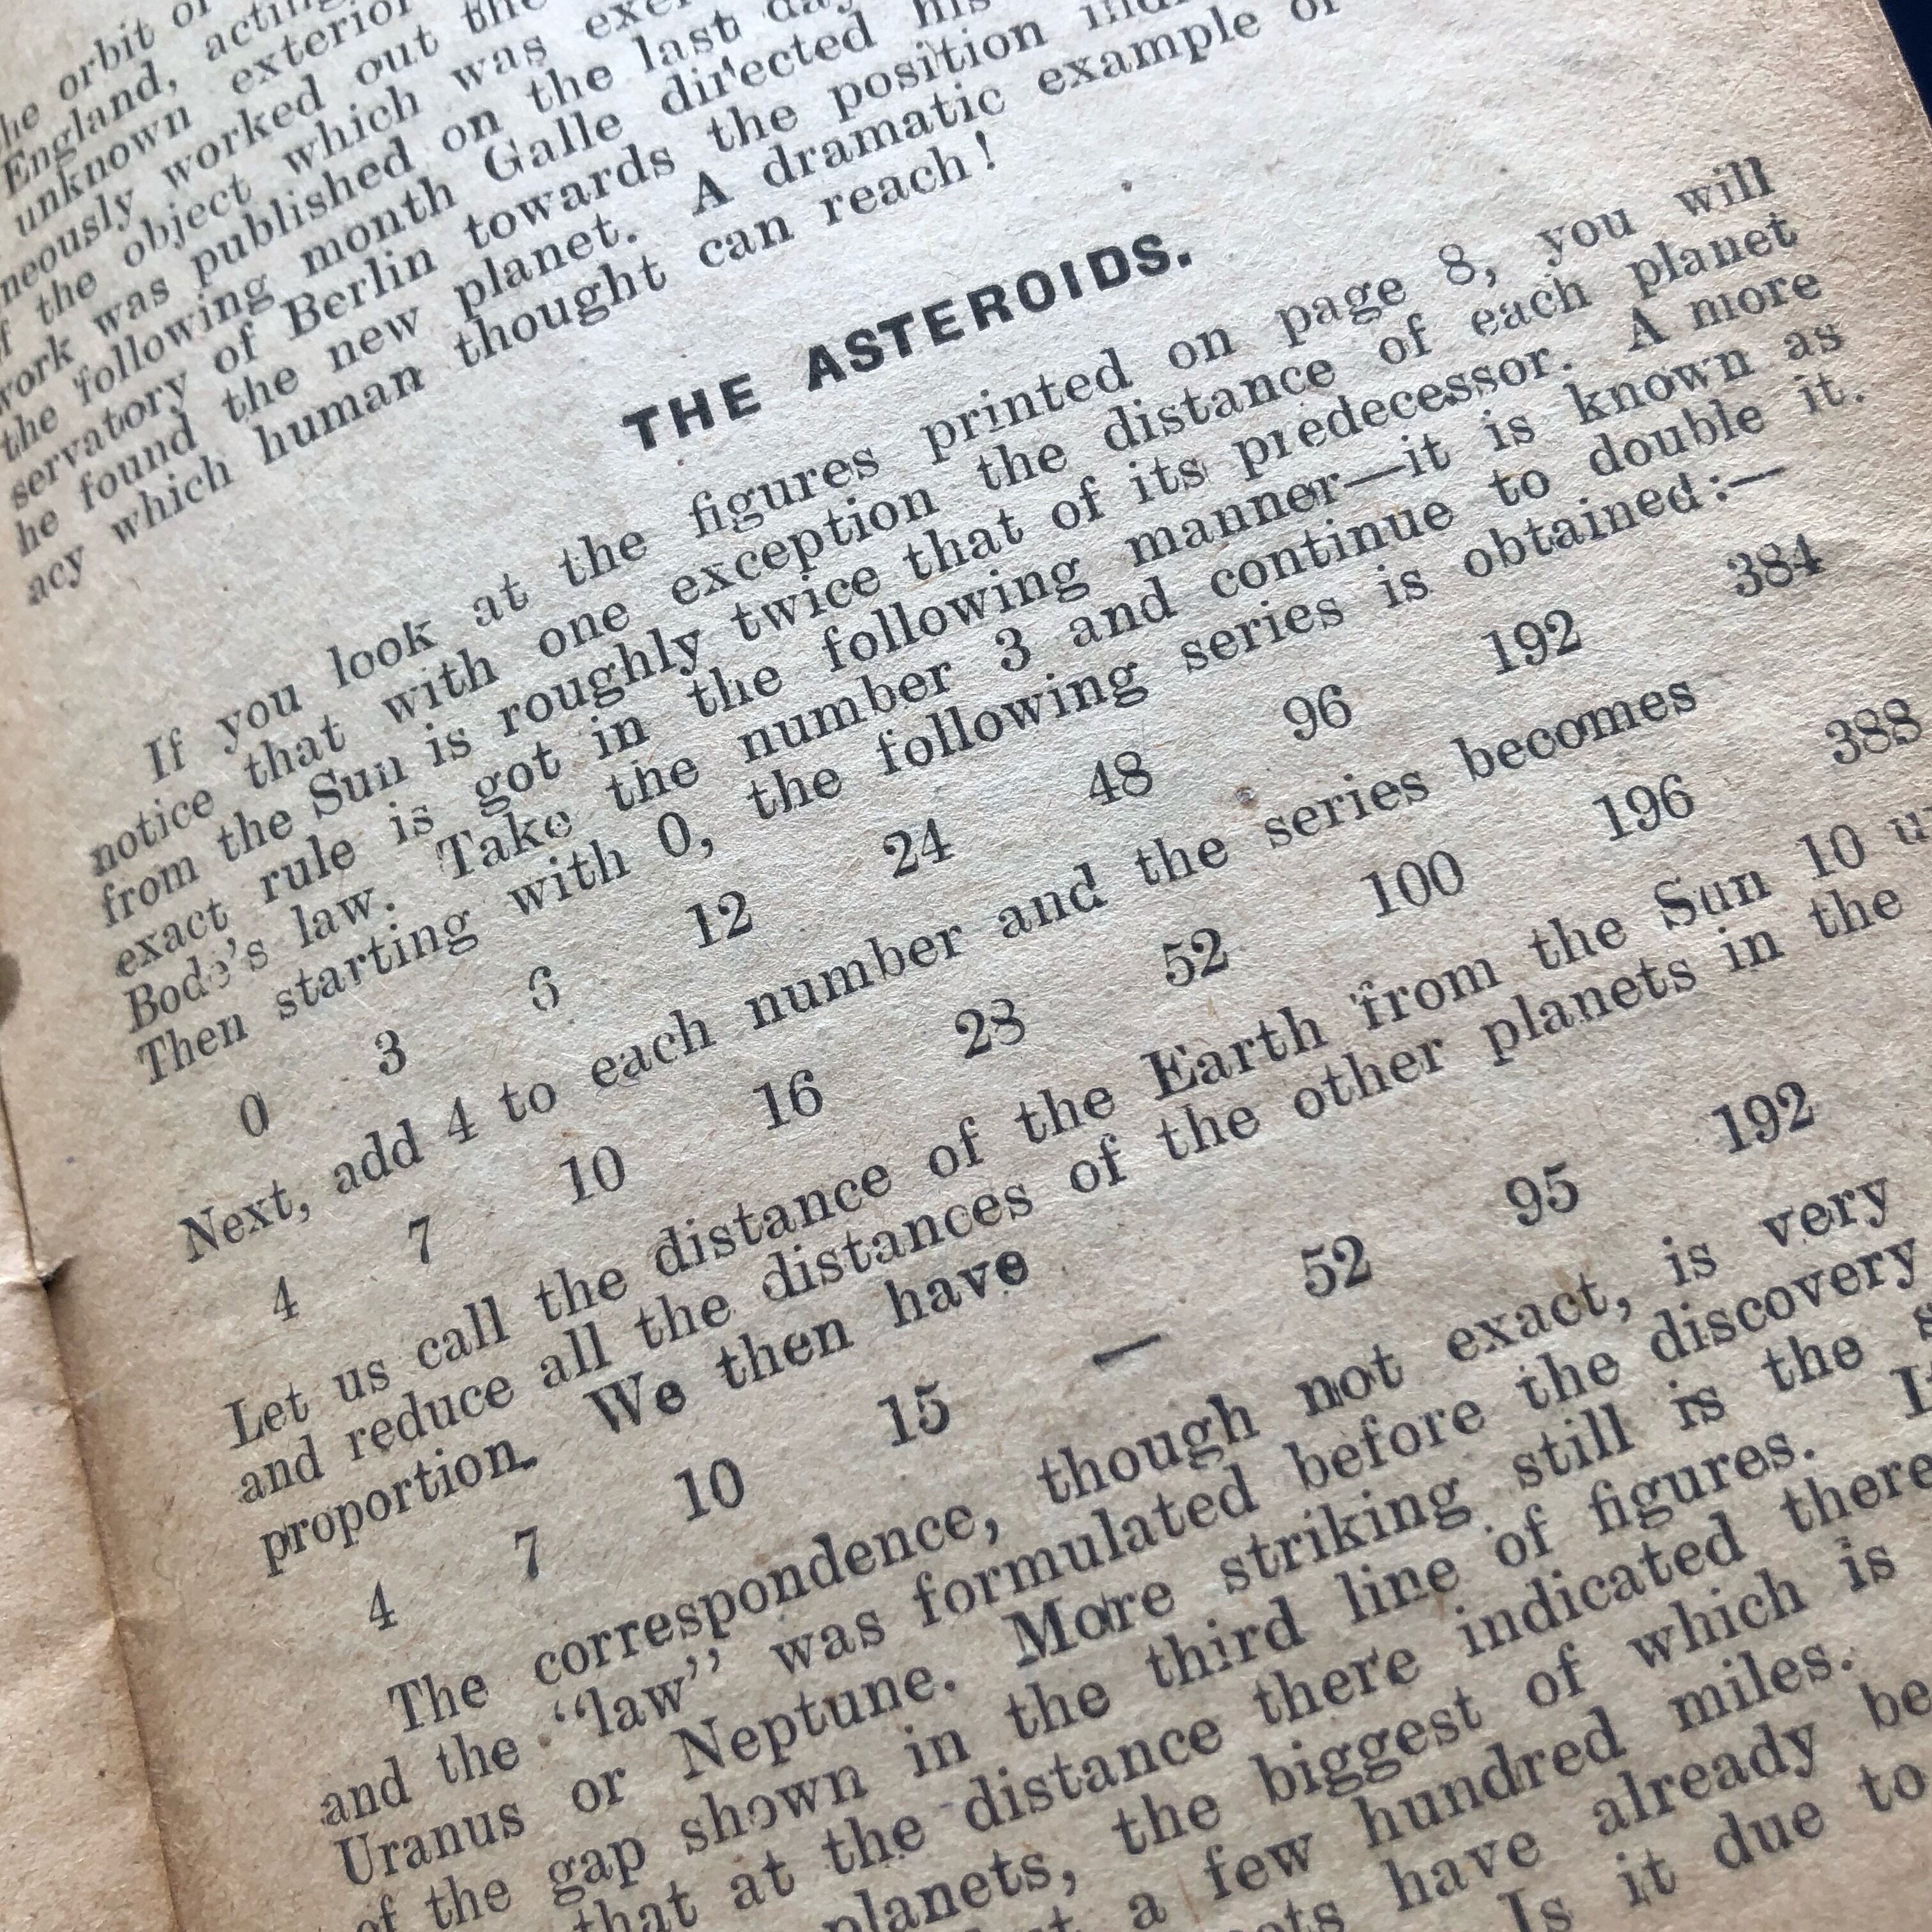 he orbit of
England, acting
unknown exterior
neously worked out the
f the object which was
work was published on the last day
the following month Galle directed his
servatory of Berlin towards the position
he found the new planet. A dramatic example of
acy which human thought can reach!
THE ASTEROIDS.
If you look at the figures printed on page 8, you will
notice that with one exception the distance of each planet
from the Sun is roughly twice that of its predecessor. A more
exact rule is got in the following manner—it is known as
Bode's law. Take the number 3 and continue to double it.
Then starting with 0, the following series is obtained:—
0 3 6 12 24 48 96 192 384
Next, add 4 to each number and the series becomes
4 7 10 16 28 52 100 196 388
Let us call the distance of the Earth from the Sun 10 u
and reduce all the distances of the other planets in the
proportion. We then have
4 7 10 15 — 52 95 192
The correspondence, though not exact, is very
and the "law" was formulated before the discovery
Uranus or Neptune. More striking still is the s
of the gap shown in the third line of figures. I
that at the distance there indicated there
planets, the biggest of which is
a few hundred miles.
ets have already be
Is it due to